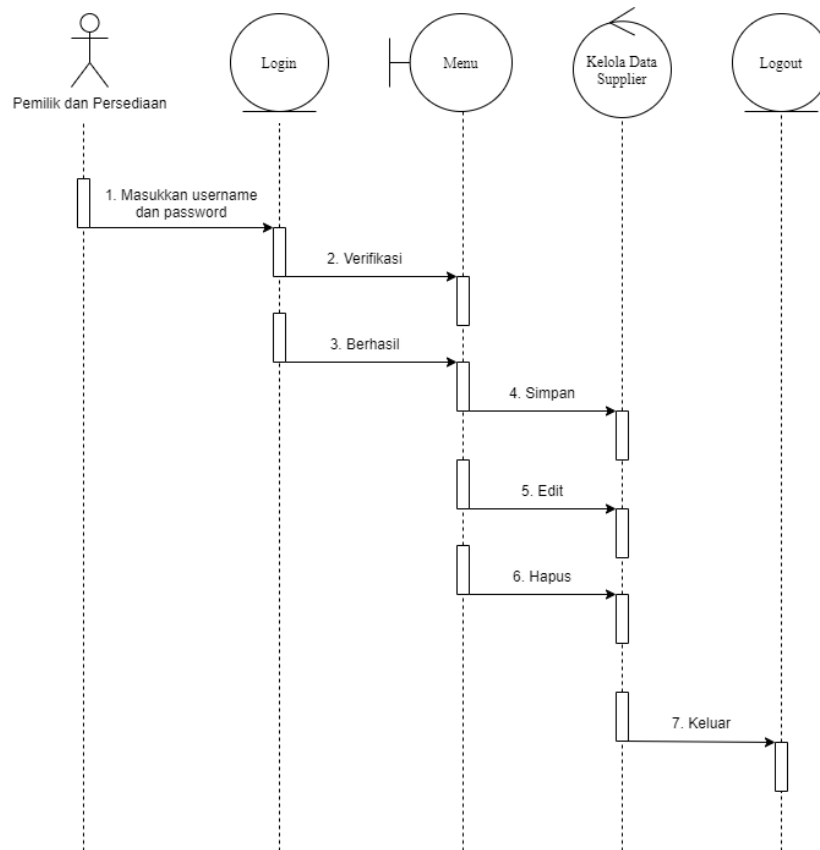 Login
Menu
Kelola Data
Supplier
Logout
Pemilik dan Persediaan
1. Masukkan username
dan password
2. Verifikasi
3. Berhasil
4. Simpan
5. Edit
6. Hapus
7. Keluar